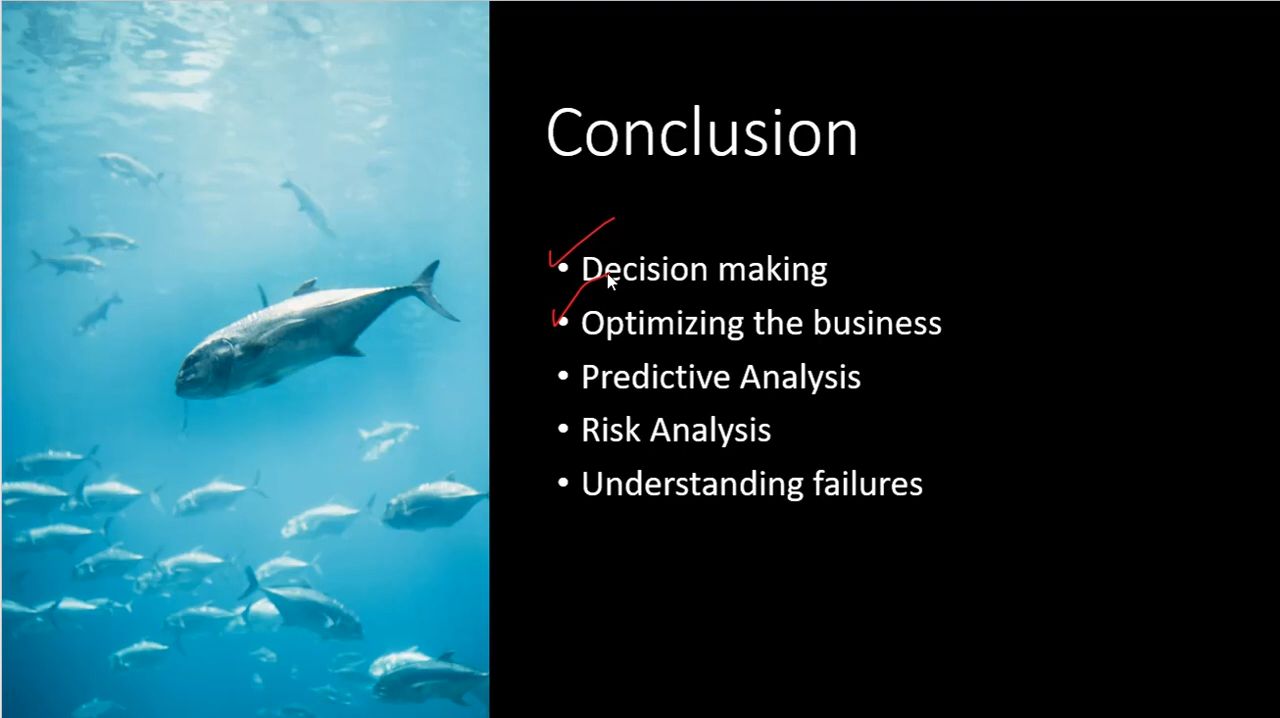 Conclusion
• Decision making
• Optimizing the business
• Predictive Analysis
• Risk Analysis
• Understanding failures